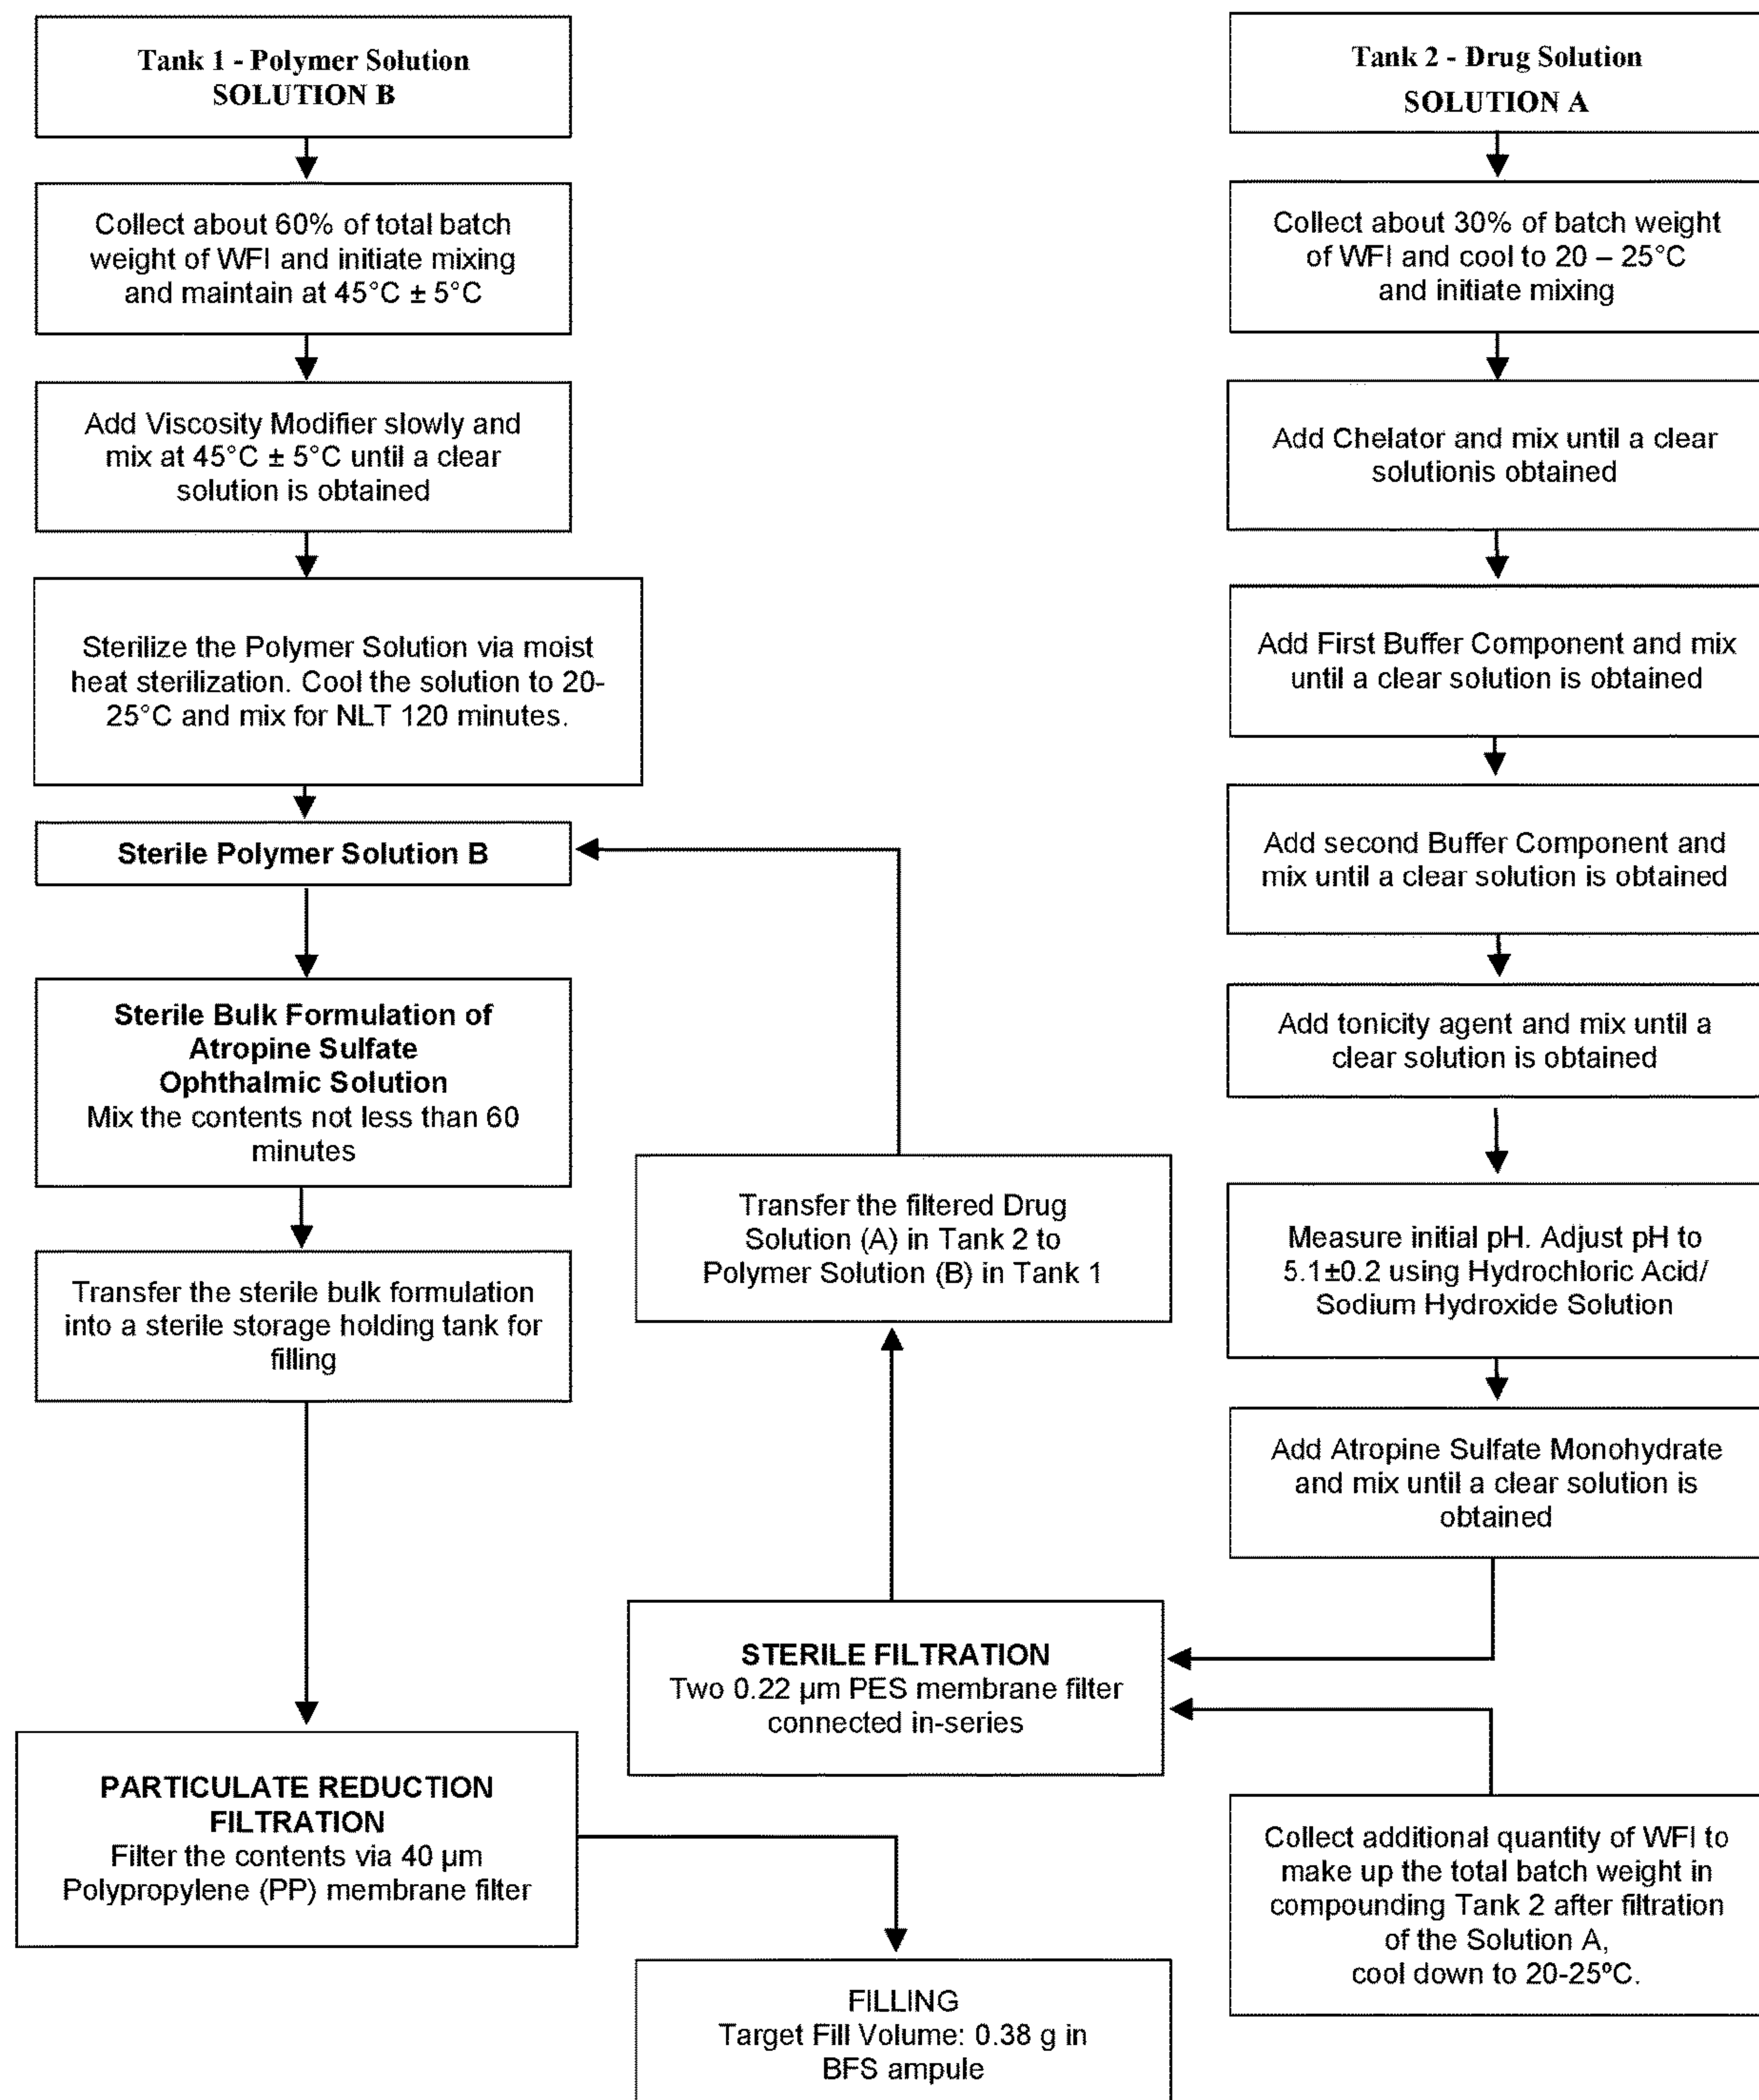 Tank 1 - Polymer Solution
SOLUTION B
Collect about 60% of total batch
weight of WFI and initiate mixing
and maintain at 45°C ± 5°C
Add Viscosity Modifier slowly and
mix at 45°C ± 5°C until a clear
solution is obtained
Sterilize the Polymer Solution via moist
heat sterilization. Cool the solution to 20-
25°C and mix for NLT 120 minutes.
Sterile Polymer Solution B
Sterile Bulk Formulation of
Atropine Sulfate
Ophthalmic Solution
Mix the contents not less than 60
minutes
Transfer the sterile bulk formulation
into a sterile storage holding tank for
filling
PARTICULATE REDUCTION
FILTRATION
Filter the contents via 40 µm
Polypropylene (PP) membrane filter
Tank 2 - Drug Solution
SOLUTION A
Collect about 30% of batch weight
of WFI and cool to 20 – 25°C
and initiate mixing
Add Chelator and mix until a clear
solutionis obtained
Add First Buffer Component and mix
until a clear solution is obtained
Add second Buffer Component and
mix until a clear solution is obtained
Add tonicity agent and mix until a
clear solution is obtained
Measure initial pH. Adjust pH to
5.1±0.2 using Hydrochloric Acid/
Sodium Hydroxide Solution
Add Atropine Sulfate Monohydrate
and mix until a clear solution is
obtained
Collect additional quantity of WFI to
make up the total batch weight in
compounding Tank 2 after filtration
of the Solution A,
cool down to 20-25ºC.
STERILE FILTRATION
Two 0.22 µm PES membrane filter
connected in-series
Transfer the filtered Drug
Solution (A) in Tank 2 to
Polymer Solution (B) in Tank 1
FILLING
Target Fill Volume: 0.38 g in
BFS ampule